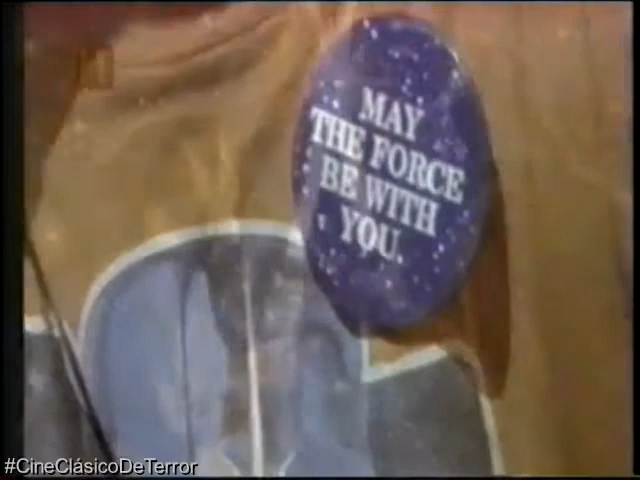 MAY
THE FORCE
BE WITH
YOU.
#CineClásicoDeTerror